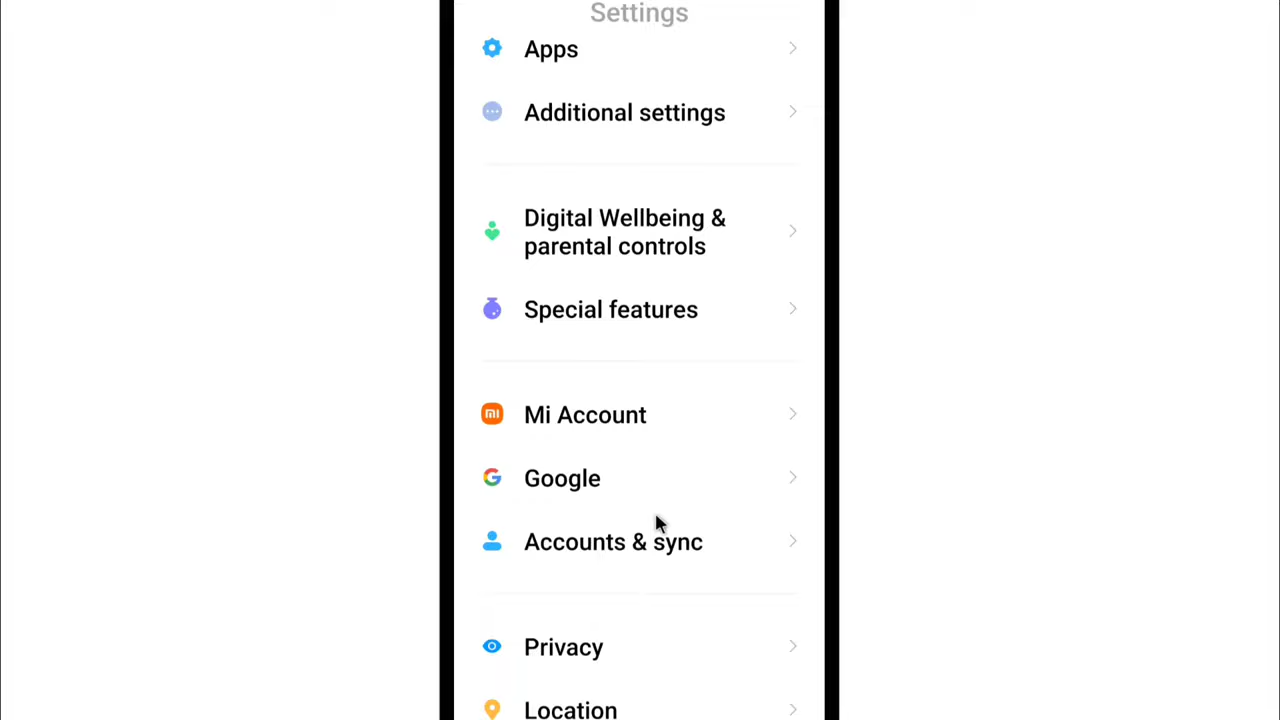 Settings
Apps
Additional settings
Digital Wellbeing &
parental controls
Special features
Mi Account
Google
Accounts & sync
Privacy
Location